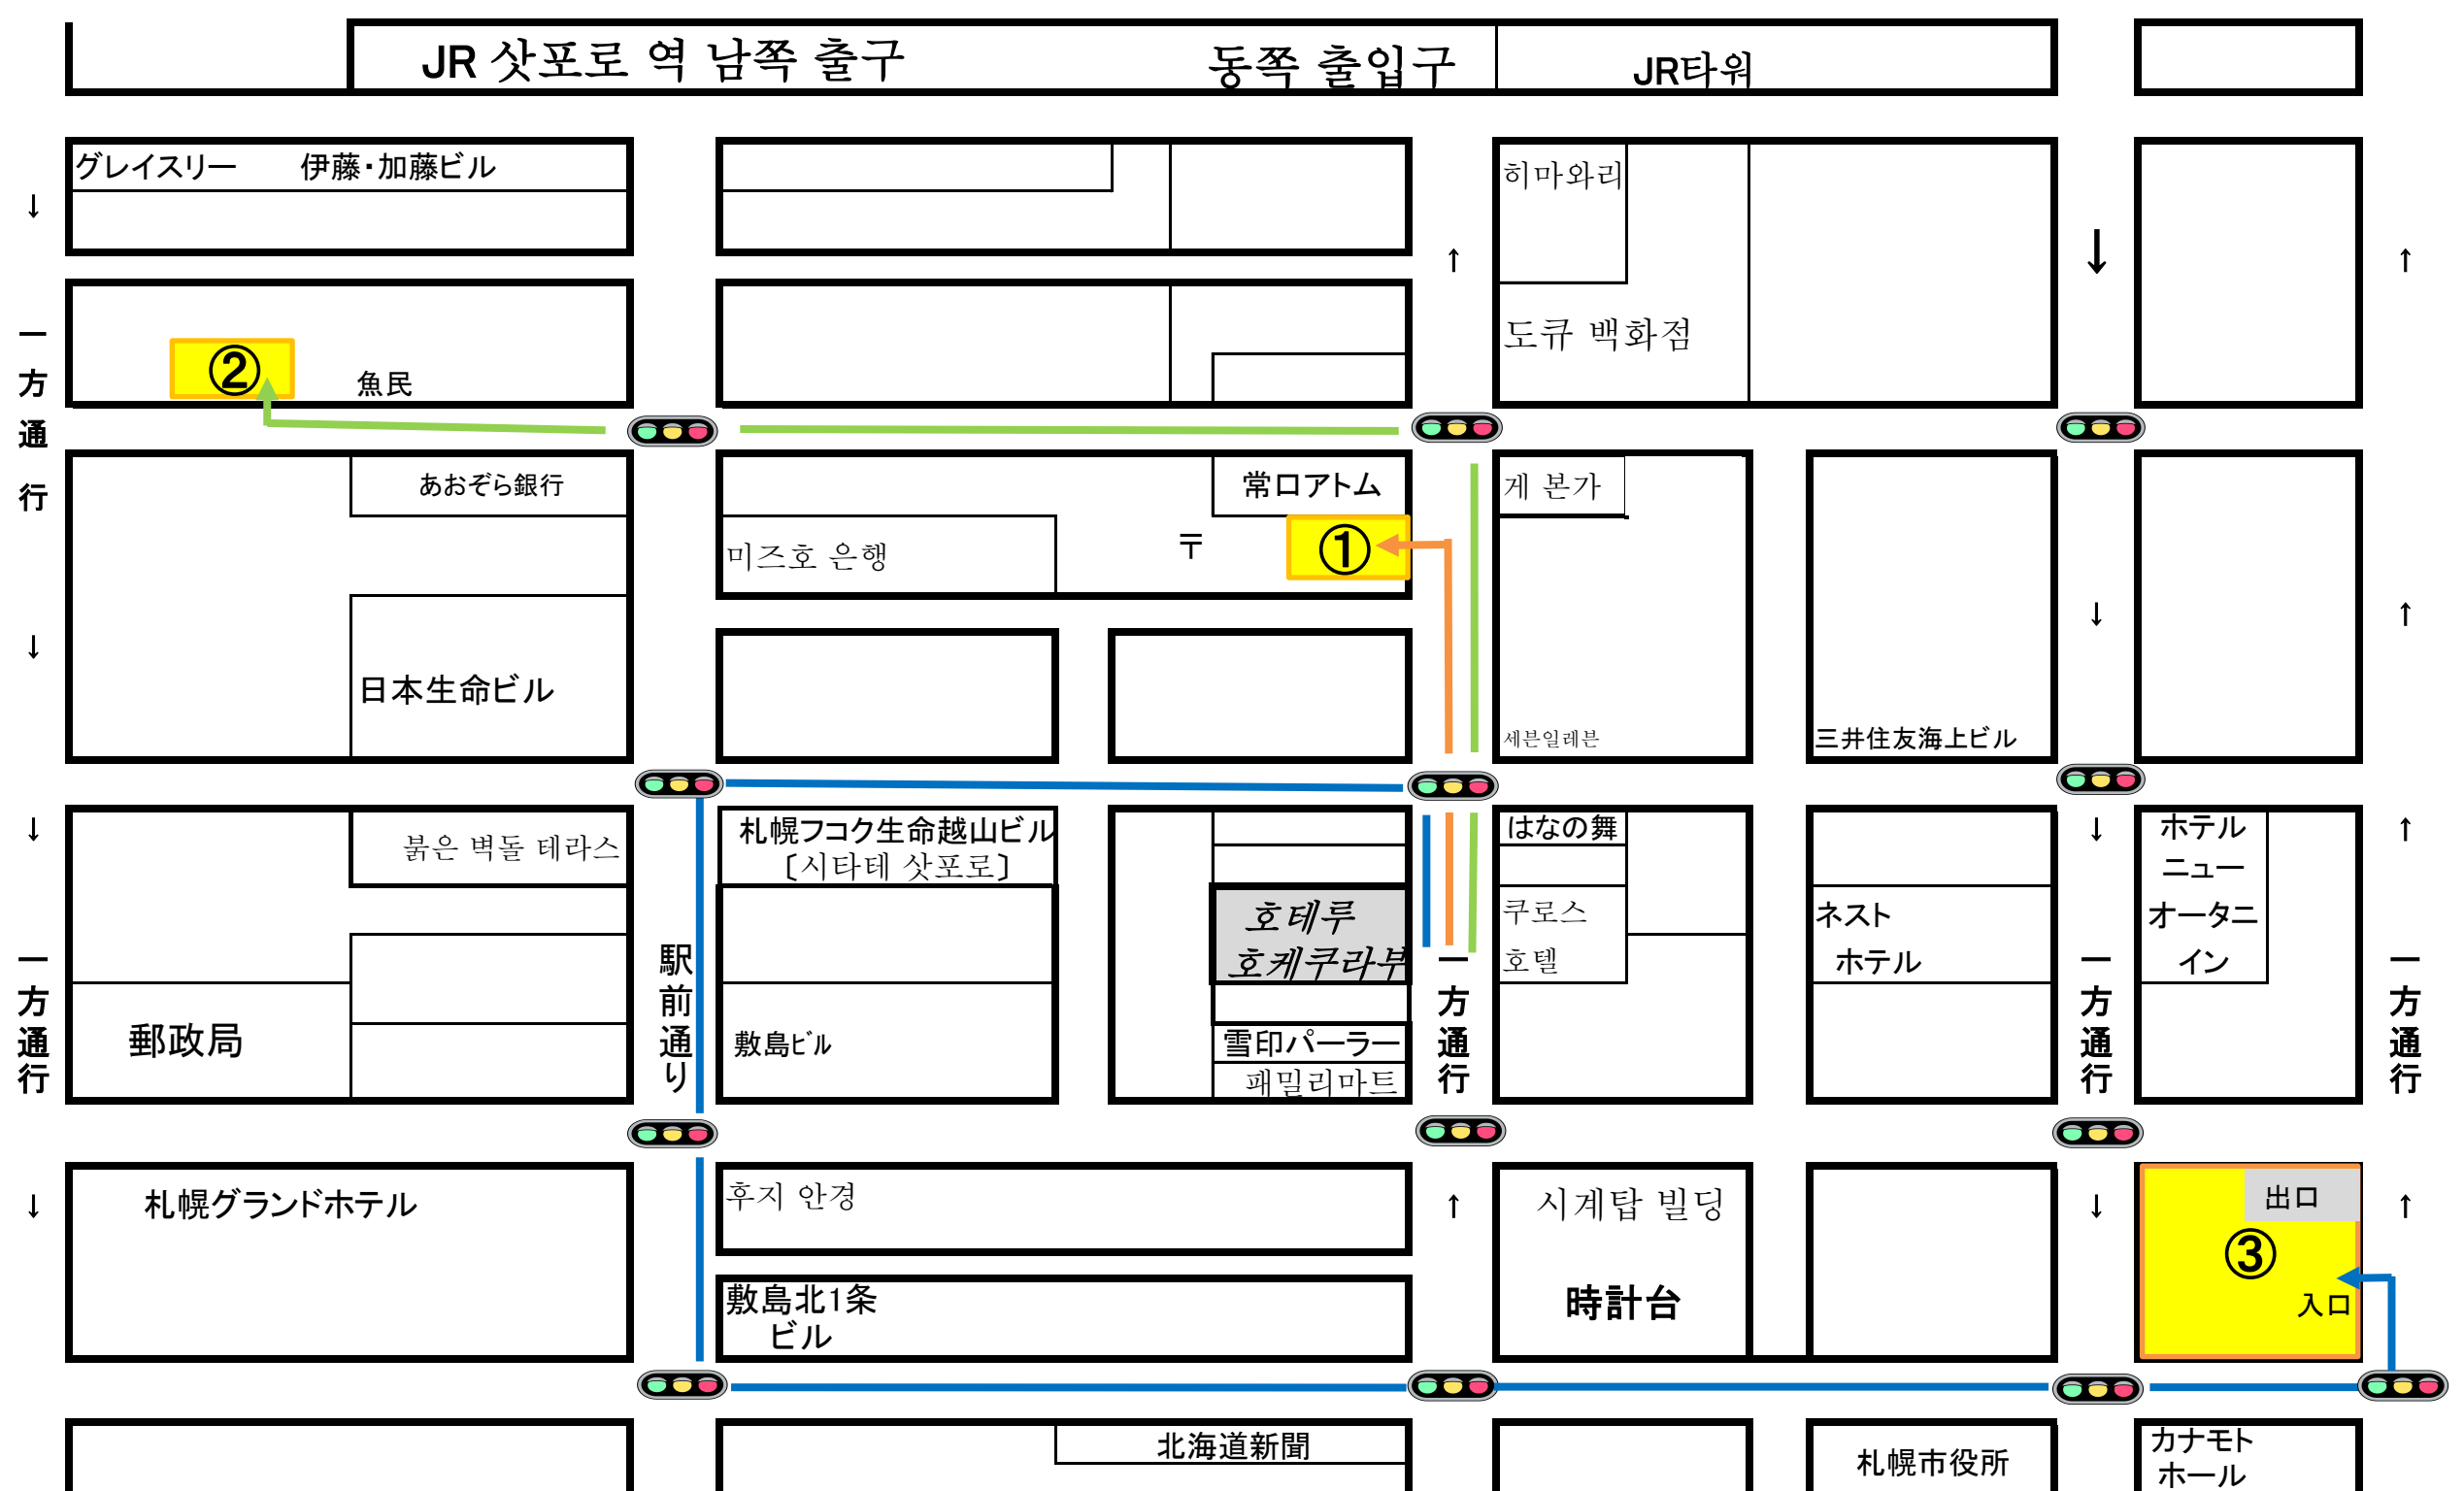 JR 삿포로 역 남쪽 출구
동쪽 출입구
JR타워
グレイスリー
伊藤・加藤ビル
히마와리
↓
↑
↓
↑
도큐 백화점
一方通行
②
魚民
あおぞら銀行
常口アトム
게 본가
미즈호 은행
〒
①
↓
↓
↑
日本生命ビル
세븐일레븐
三井住友海上ビル
↓
붉은 벽돌 테라스
札幌フコク生命越山ビル
〔시타테 삿포로〕
はなの舞
↓
ホテル
ニュー
オータニ
イン
↑
호테루
호케쿠라부
쿠로스
호텔
ネスト
ホテル
一方通行
駅前通り
一方通行
一方通行
一方通行
郵政局
敷島ビル
雪印パーラー
패밀리마트
↓
札幌グランドホテル
후지 안경
↑
시계탑 빌딩
↓
出口
↑
③
入口
敷島北1条
ビル
時計台
北海道新聞
札幌市役所
カナモト
ホール